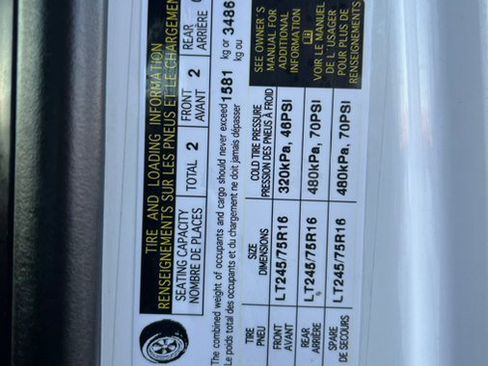 TIRE AND LOADING INFORMATION
RENSEIGNEMENTS SUR LES PNEUS ET LE CHARGEMENT
SEATING CAPACITY
NOMBRE DE PLACES
TOTAL 2
FRONT
AVANT 2
REAR
ARRIÈRE
The combined weight of occupants and cargo should never exceed 1581 kg or 3486
Le poids total des occupants et du chargement ne doit jamais dépasser kg ou
TIRE
PNEU
SIZE
DIMENSIONS
COLD TIRE PRESSURE
PRESSION DES PNEUS À FROID
FRONT
AVANT
LT245/75R16
320kPa, 46PSI
REAR
ARRIÈRE
LT245/75R16
480kPa, 70PSI
SPARE
DE SECOURS
LT245/75R16
480kPa, 70PSI
SEE OWNER'S
MANUAL FOR
ADDITIONAL
INFORMATION
VOIR LE MANUEL
DE L'USAGER
POUR PLUS DE
RENSEIGNEMENTS